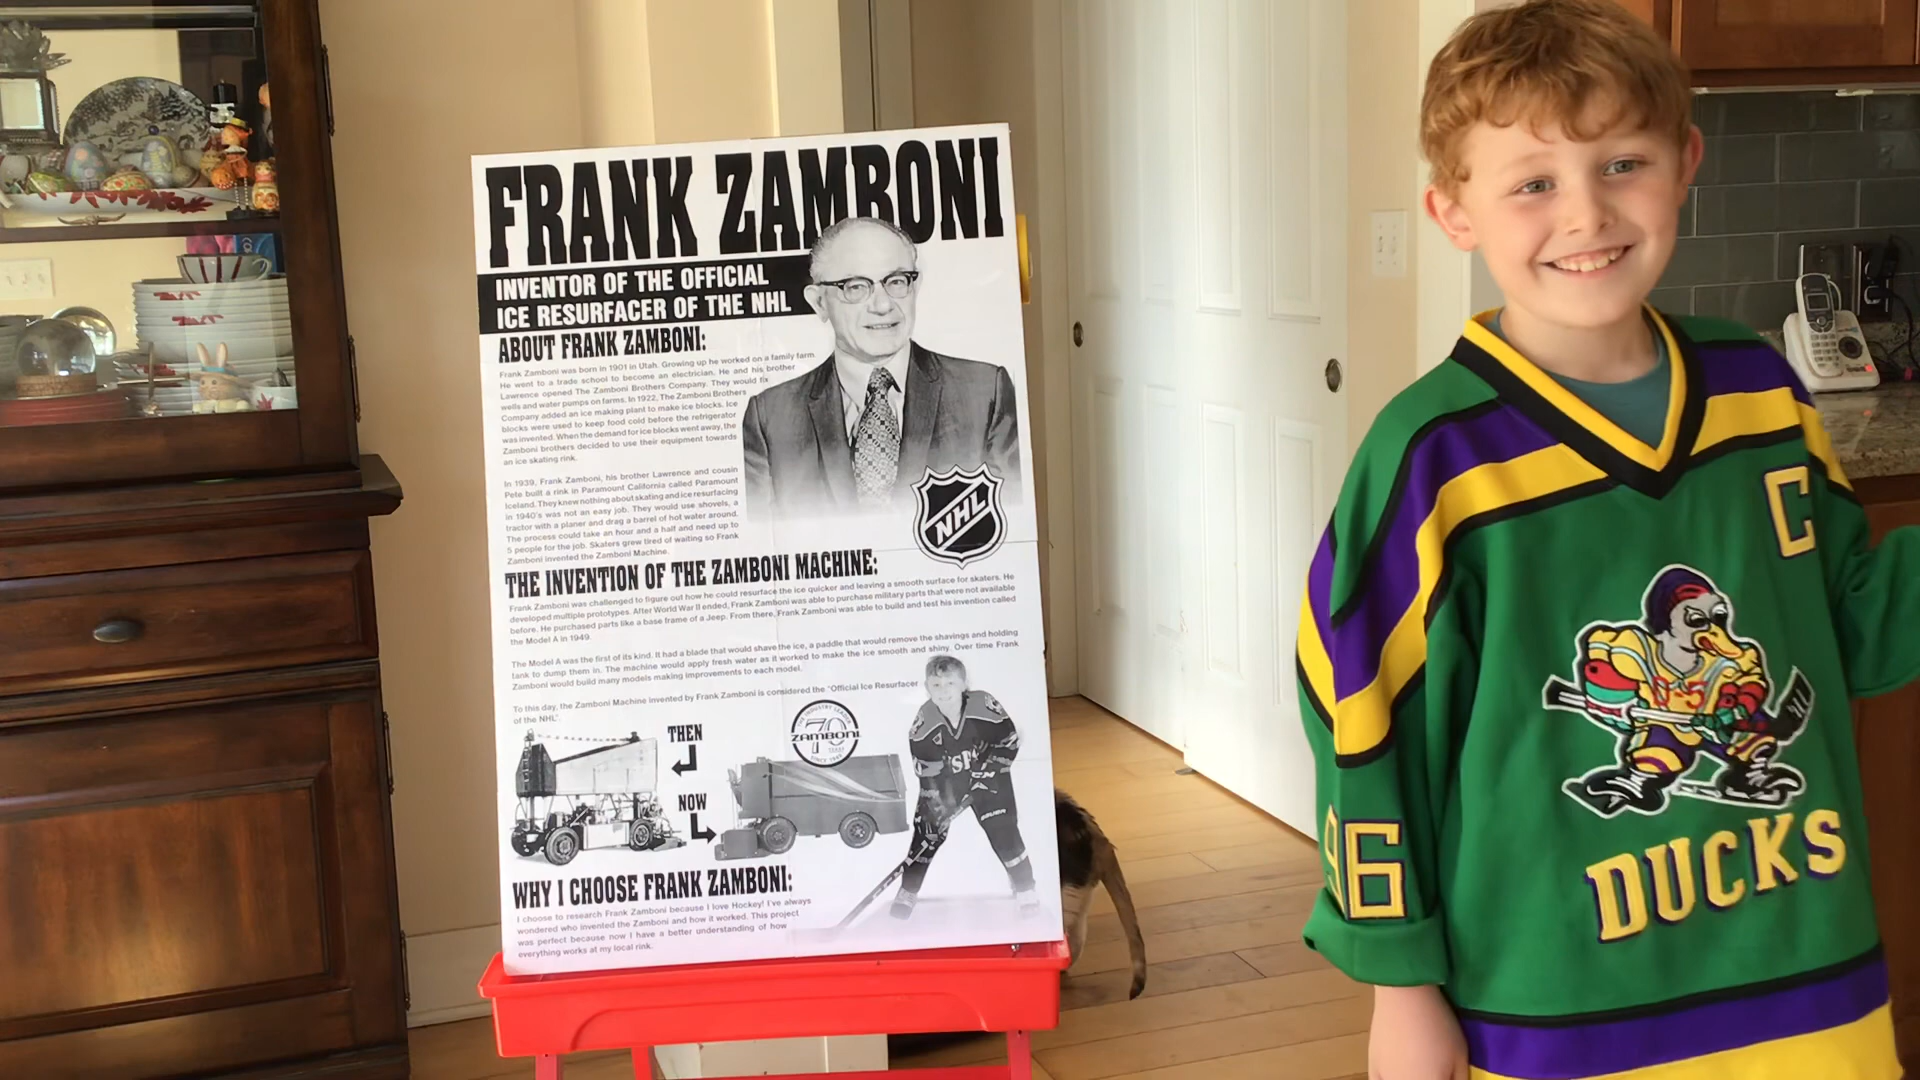 FRANK ZAMBONI
INVENTOR OF THE OFFICIAL
ICE RESURFACER OF THE NHL
ABOUT FRANK ZAMBONI:
Frank Zamboni was born in 1901 in Utah. Growing up he worked on a family farm.
He went to a trade school to become an electrician. He and his brother
Lawrence opened The Zamboni Brothers Company. They would fix
wells and water pumps on farms. In 1922, The Zamboni Brothers
Company added an ice making plant to make ice blocks. Ice
blocks were used to keep food cold before the refrigerator
was invented. When the demand for ice blocks went away, the
Zamboni brothers decided to use their equipment towards
an ice skating rink.
In 1939, Frank Zamboni, his brother Lawrence and cousin
Pete built a rink in Paramount California called Paramount
Iceland. They knew nothing about skating and ice resurfacing
in 1940's was not an easy job. They would use shovels, a
tractor with a planer and drag a barrel of hot water around.
The process could take an hour and a half and need up to
5 people for the job. Skaters grew tired of waiting so Frank
Zamboni invented the Zamboni Machine.
NHL
THE INVENTION OF THE ZAMBONI MACHINE:
Frank Zamboni was challenged to figure out how he could resurface the ice quicker and leaving a smooth surface for skaters. He
developed multiple prototypes. After World War II ended, Frank Zamboni was able to purchase military parts that were not available
before. He purchased parts like a base frame of a Jeep. From there, Frank Zamboni was able to build and test his invention called
the Model A in 1949.
The Model A was the first of its kind. It had a blade that would shave the ice, a paddle that would remove the shavings and holding
tank to dump them in. The machine would apply fresh water as it worked to make the ice smooth and shiny. Over time Frank
Zamboni would build many models making improvements to each model.
To this day, the Zamboni Machine invented by Frank Zamboni is considered the "Official Ice Resurfacer
of the NHL".
THEN
NOW
THE INDUSTRY LEADER
70
YEARS
ZAMBONI
SINCE 1949
CCM
BAUER
WHY I CHOOSE FRANK ZAMBONI:
I choose to research Frank Zamboni because I love Hockey! I've always
wondered who invented the Zamboni and how it worked. This project
was perfect because now I have a better understanding of how
everything works at my local rink.
C
96
DUCKS